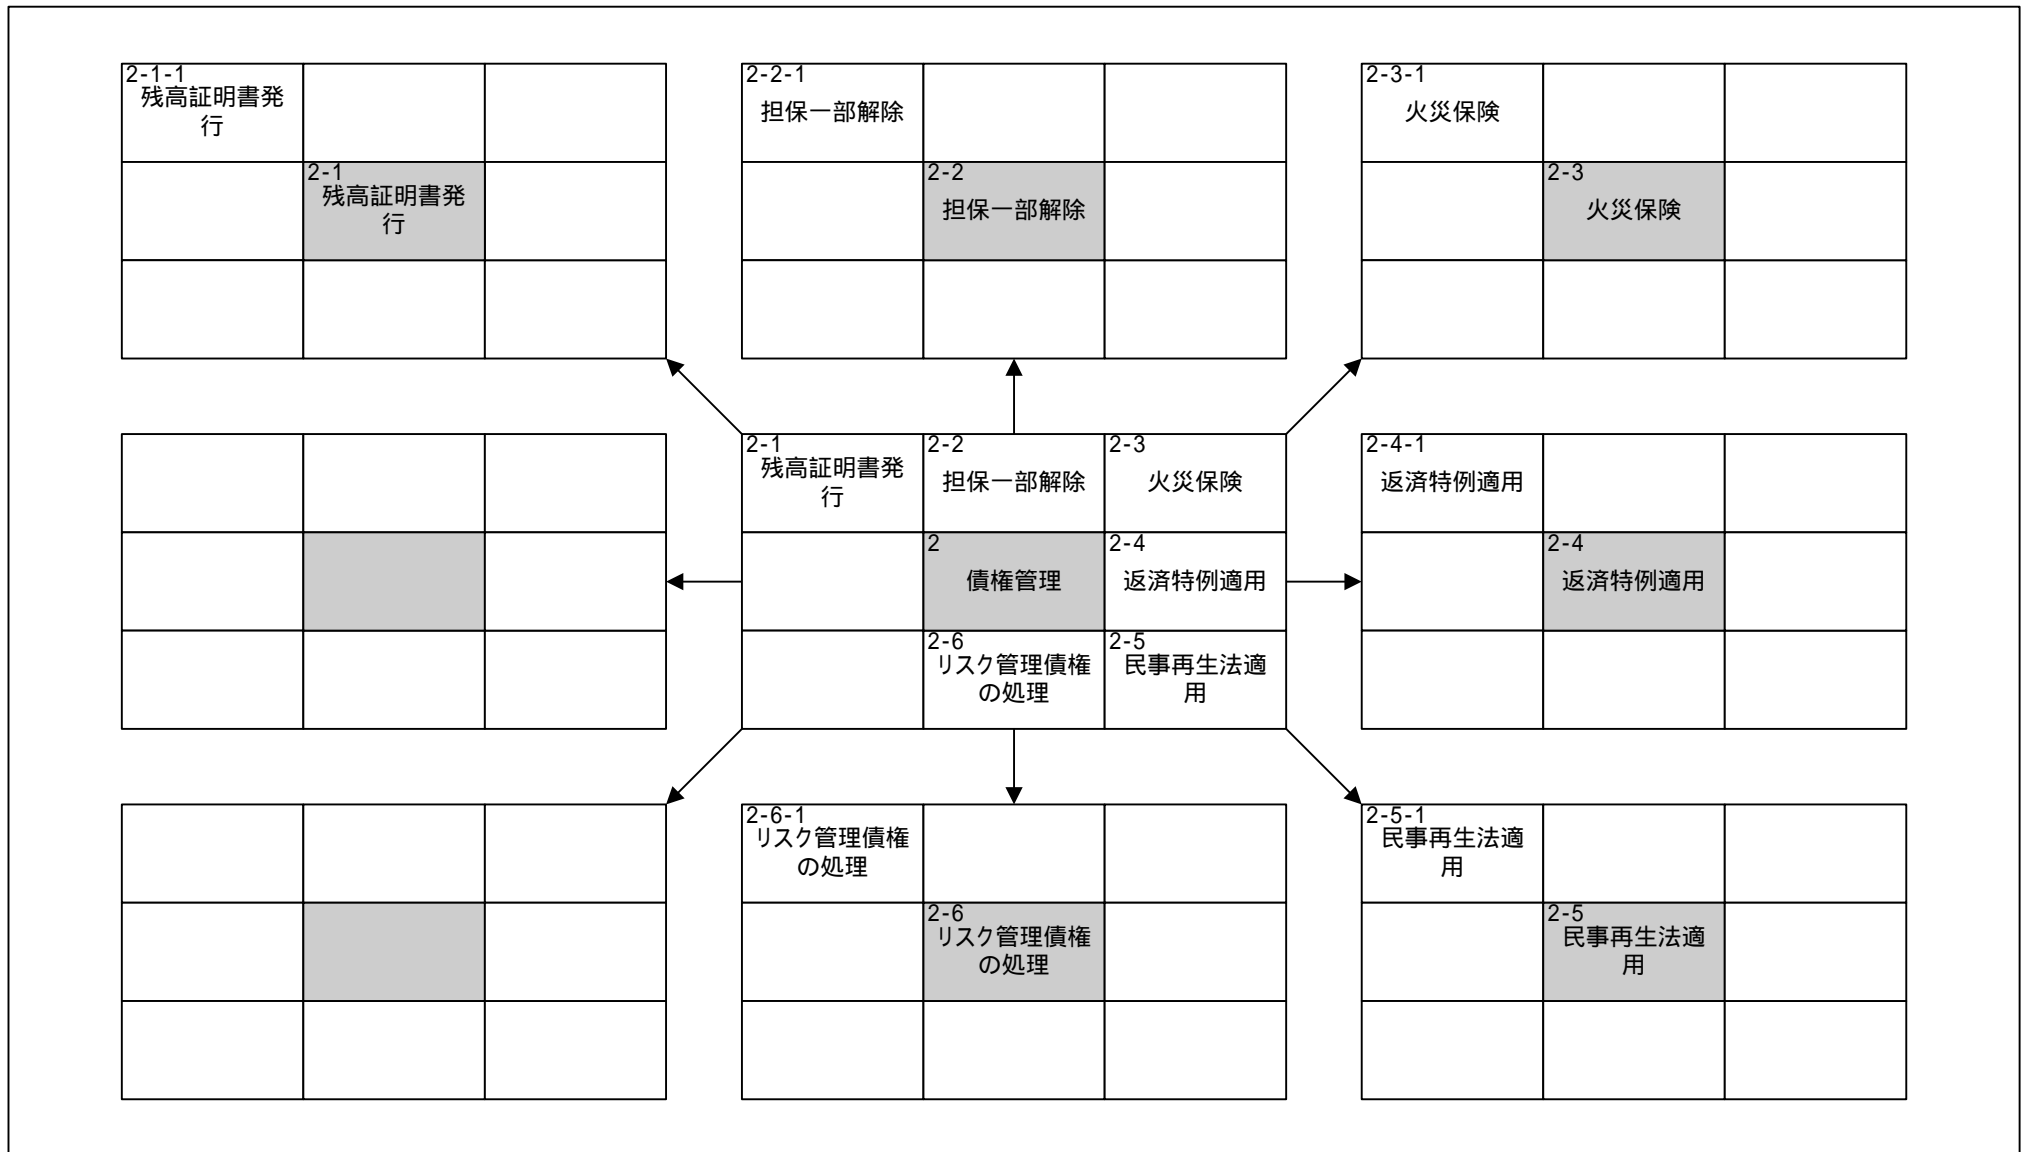 2-1-1
残高証明書発
行
2-1
残高証明書発
行
2-2-1
担保一部解除
2-2
担保一部解除
2-3-1
火災保険
2-3
火災保険
2-1
残高証明書発
行
2-2
担保一部解除
2-3
火災保険
2
債権管理
2-4
返済特例適用
2-6
リスク管理債権
の処理
2-5
民事再生法適
用
2-4-1
返済特例適用
2-4
返済特例適用
2-6-1
リスク管理債権
の処理
2-6
リスク管理債権
の処理
2-5-1
民事再生法適
用
2-5
民事再生法適
用